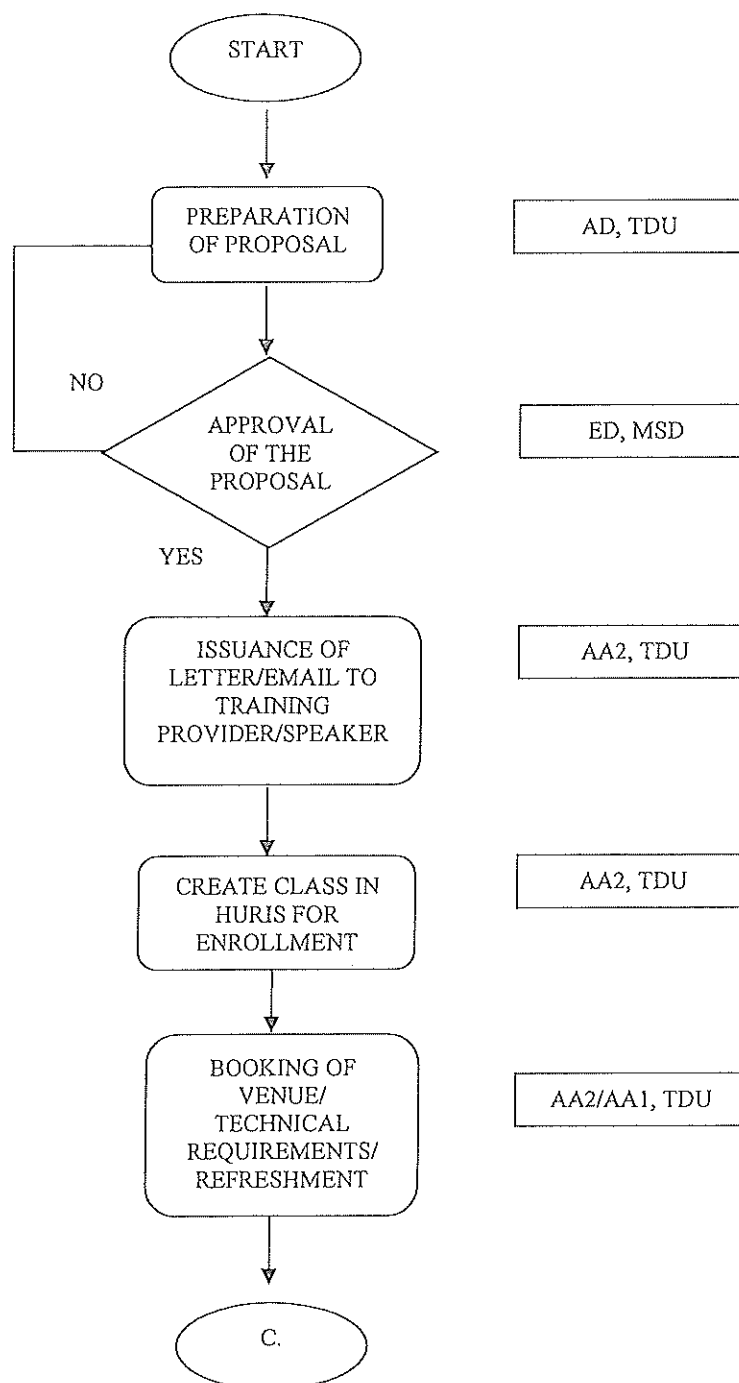 START
PREPARATION
OF PROPOSAL
AD, TDU
NO
APPROVAL
OF THE
PROPOSAL
ED, MSD
YES
ISSUANCE OF
LETTER/EMAIL TO
TRAINING
PROVIDER/SPEAKER
AA2, TDU
CREATE CLASS IN
HURIS FOR
ENROLLMENT
AA2, TDU
BOOKING OF
VENUE/
TECHNICAL
REQUIREMENTS/
REFRESHMENT
AA2/AA1, TDU
C.